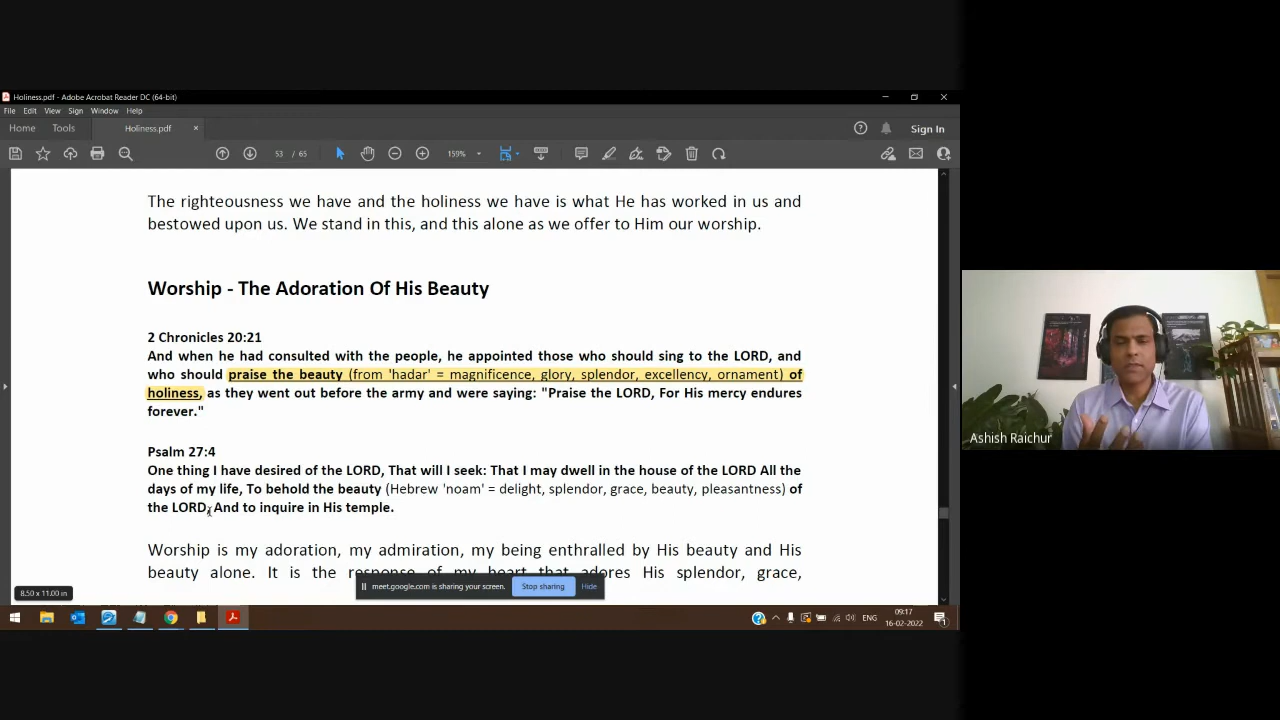 Holiness.pdf - Adobe Acrobat Reader DC (64-bit)
File Edit View Sign Window Help
Home Tools Holiness.pdf × Sign In
53 / 65 159%
The righteousness we have and the holiness we have is what He has worked in us and
bestowed upon us. We stand in this, and this alone as we offer to Him our worship.
Worship - The Adoration Of His Beauty
2 Chronicles 20:21
And when he had consulted with the people, he appointed those who should sing to the LORD, and
who should praise the beauty (from 'hadar' = magnificence, glory, splendor, excellency, ornament) of
holiness, as they went out before the army and were saying: "Praise the LORD, For His mercy endures
forever."
Psalm 27:4
One thing I have desired of the LORD, That will I seek: That I may dwell in the house of the LORD All the
days of my life, To behold the beauty (Hebrew 'noam' = delight, splendor, grace, beauty, pleasantness) of
the LORD, And to inquire in His temple.
Worship is my adoration, my admiration, my being enthralled by His beauty and His
beauty alone. It is the response of my heart that adores His splendor, grace,
meet.google.com is sharing your screen. Stop sharing Hide
8.50 x 11.00 in
ENG
09:17
16-02-2022
Ashish Raichur